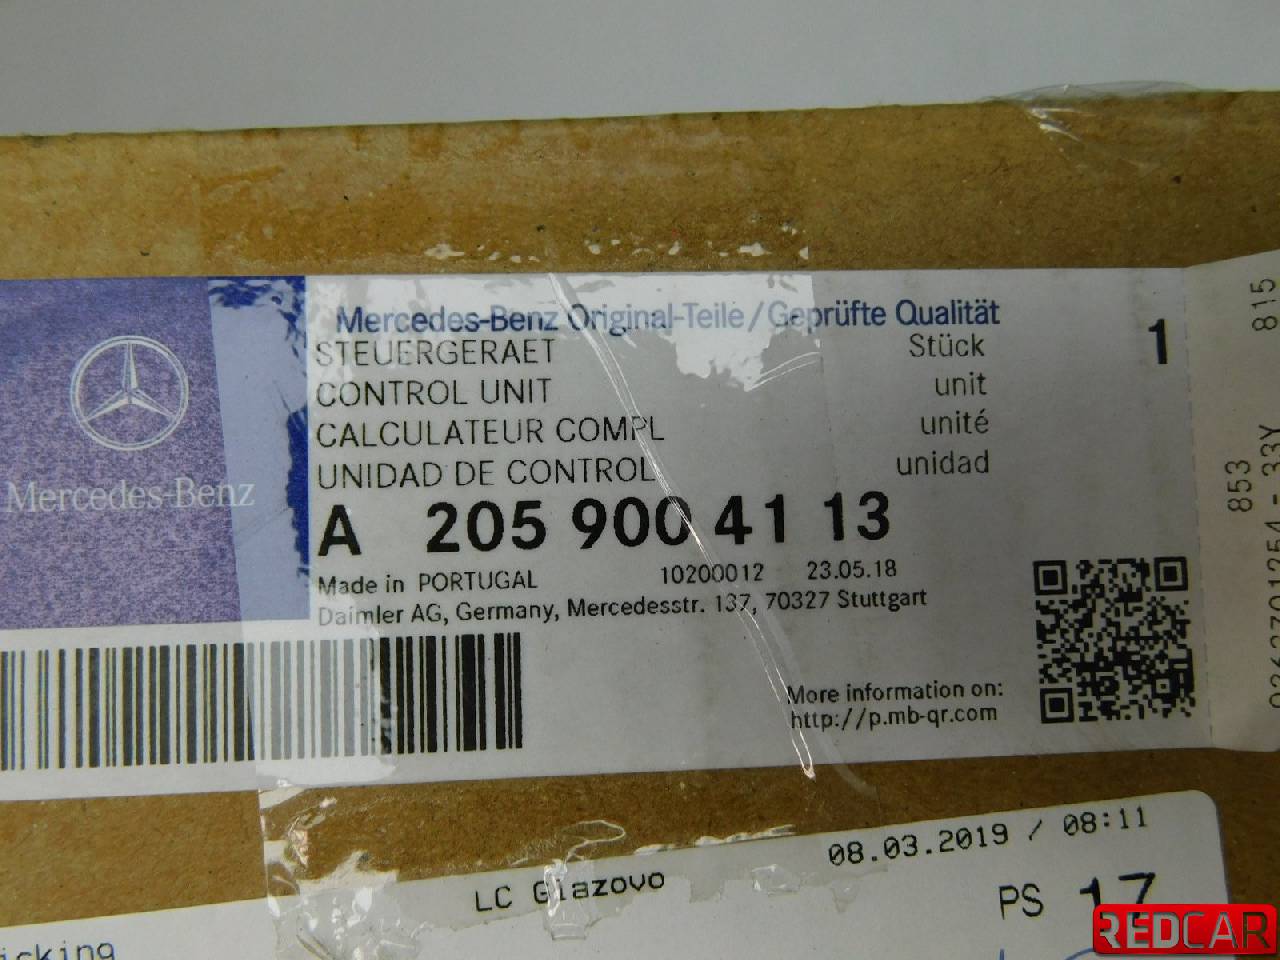 Mercedes-Benz Original-Teile/Geprüfte Qualität
STEUERGERAET Stück 1
CONTROL UNIT unit
CALCULATEUR COMPL unité
UNIDAD DE CONTROL unidad
A 205 900 41 13
Made in PORTUGAL 10200012 23.05.18
Daimler AG, Germany, Mercedesstr. 137, 70327 Stuttgart
More information on:
http://p.mb-qr.com
Mercedes-Benz
815
853
08.03.2019 / 08:11
LC Glazovo
PS 17
REDCAR